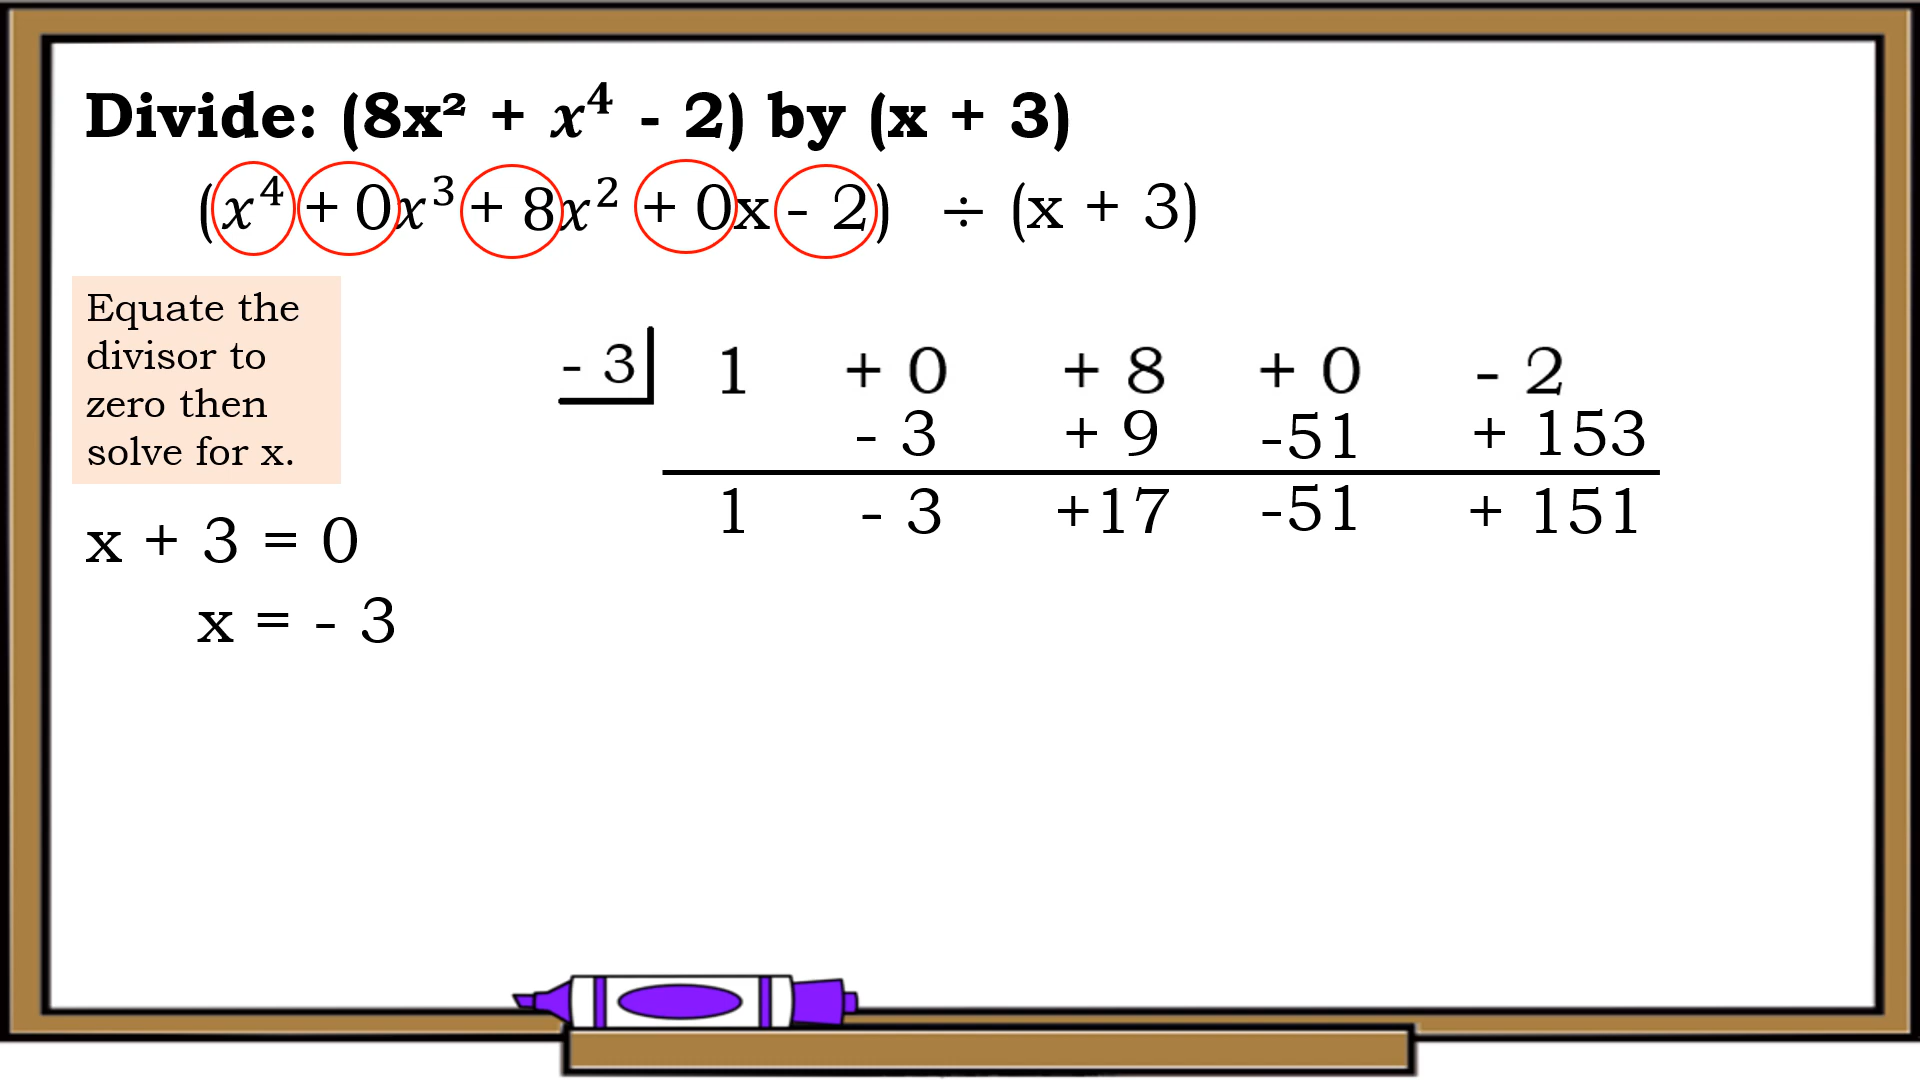 Divide: (8x² + x⁴ - 2) by (x + 3)
(x⁴ + 0x³ + 8x² + 0x - 2) ÷ (x + 3)
Equate the
divisor to
zero then
solve for x.
x + 3 = 0
x = - 3
- 3 1 + 0 + 8 + 0 - 2
- 3 + 9 -51 + 153
1 - 3 +17 -51 + 151